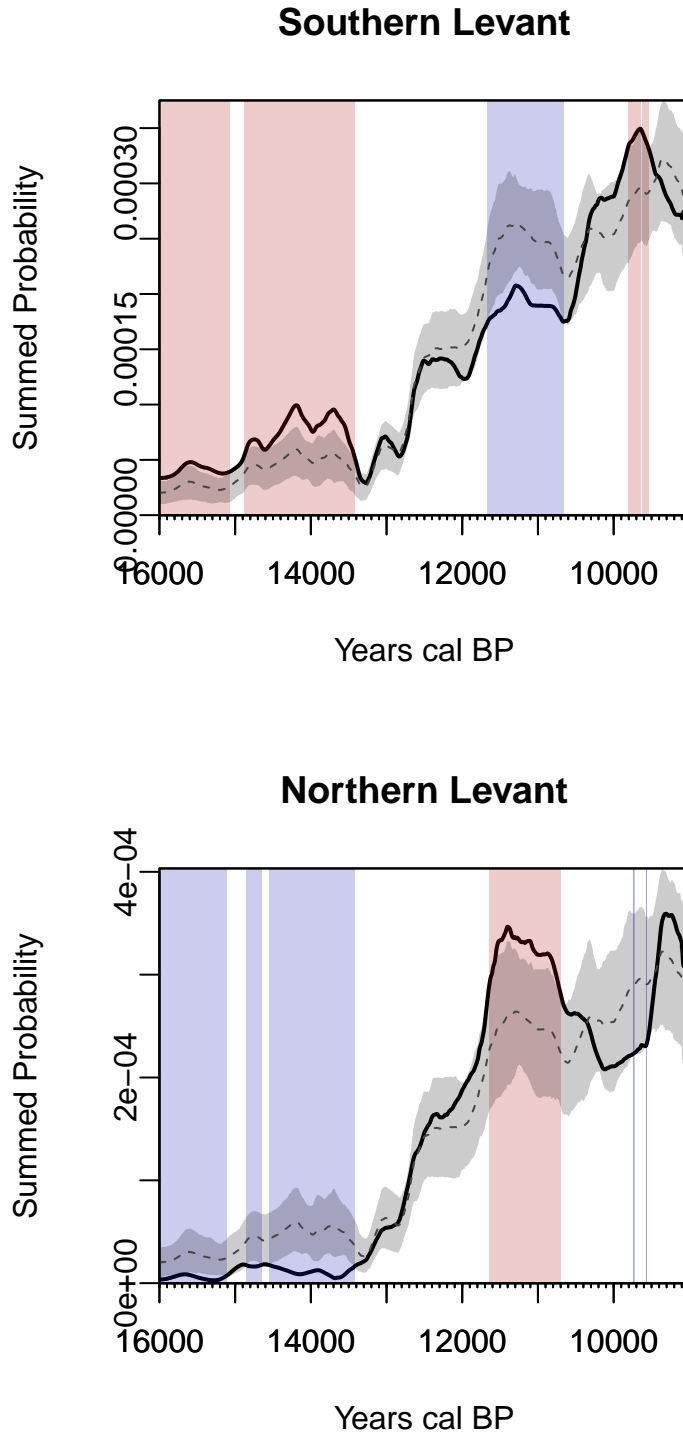 Southern Levant
Summed Probability
0.00030
0.00015
0.00000
16000 14000 12000 10000
Years cal BP
Northern Levant
Summed Probability
4e−04
2e−04
0e+00
16000 14000 12000 10000
Years cal BP